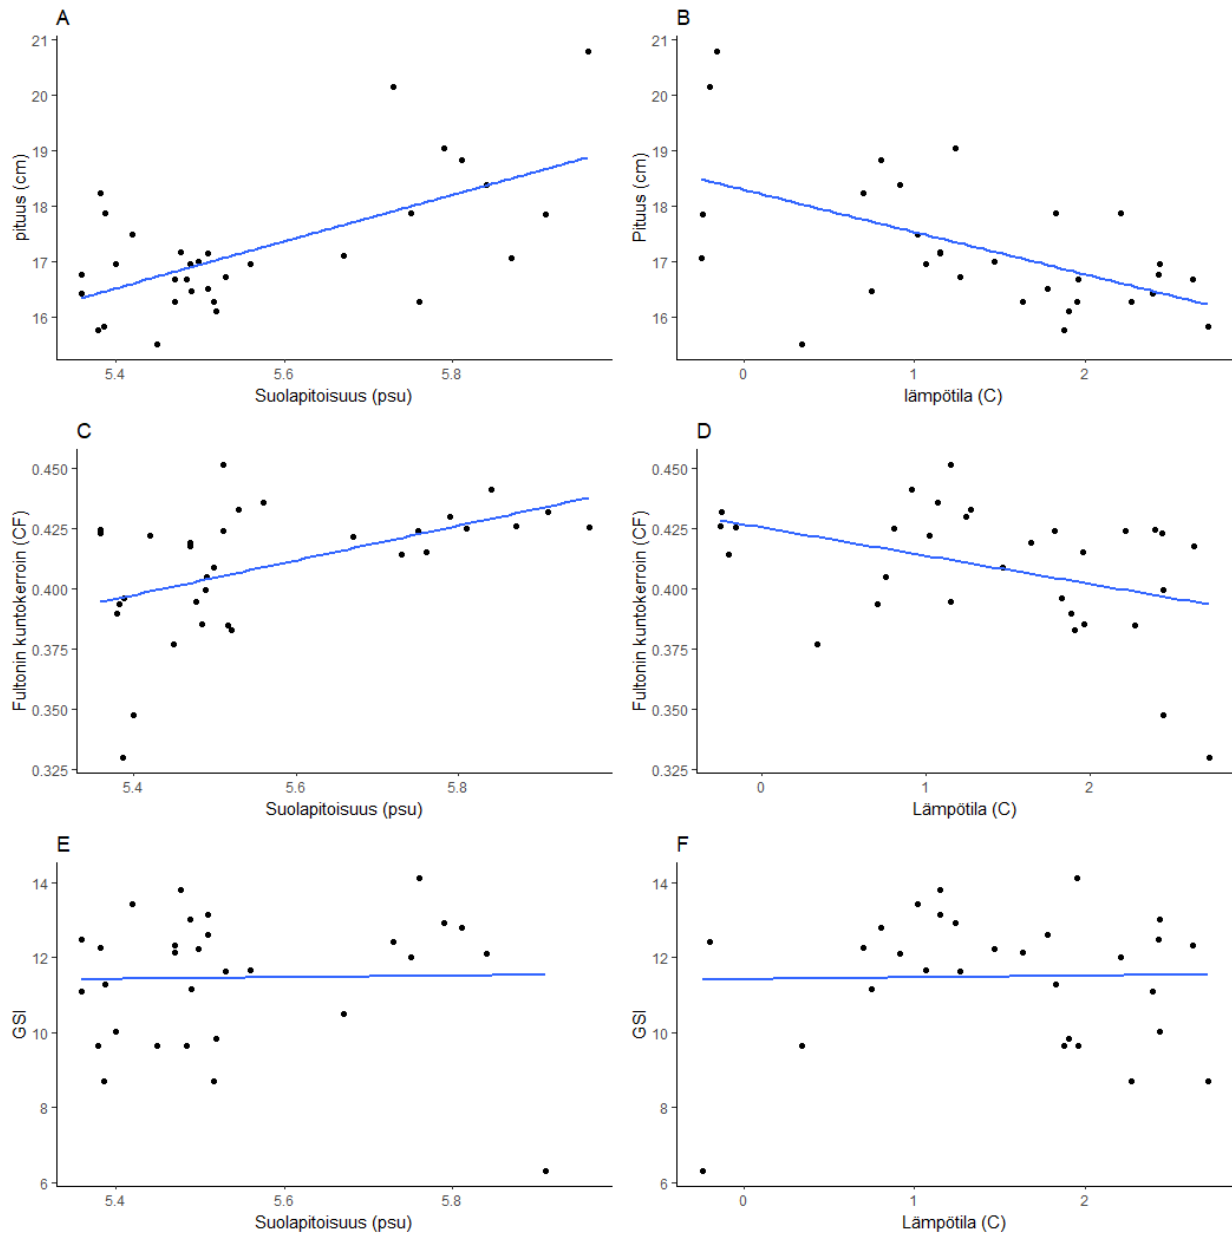 A
21
20
19
18
17
16
pituus (cm)
5.4 5.6 5.8
Suolapitoisuus (psu)
B
21
20
19
18
17
16
Pituus (cm)
0 1 2
lämpötila (C)
C
0.450
0.425
0.400
0.375
0.350
0.325
Fultonin kuntokerroin (CF)
5.4 5.6 5.8
Suolapitoisuus (psu)
D
0.450
0.425
0.400
0.375
0.350
0.325
Fultonin kuntokerroin (CF)
0 1 2
Lämpötila (C)
E
14
12
10
8
6
GSI
5.4 5.6 5.8
Suolapitoisuus (psu)
F
14
12
10
8
6
GSI
0 1 2
Lämpötila (C)